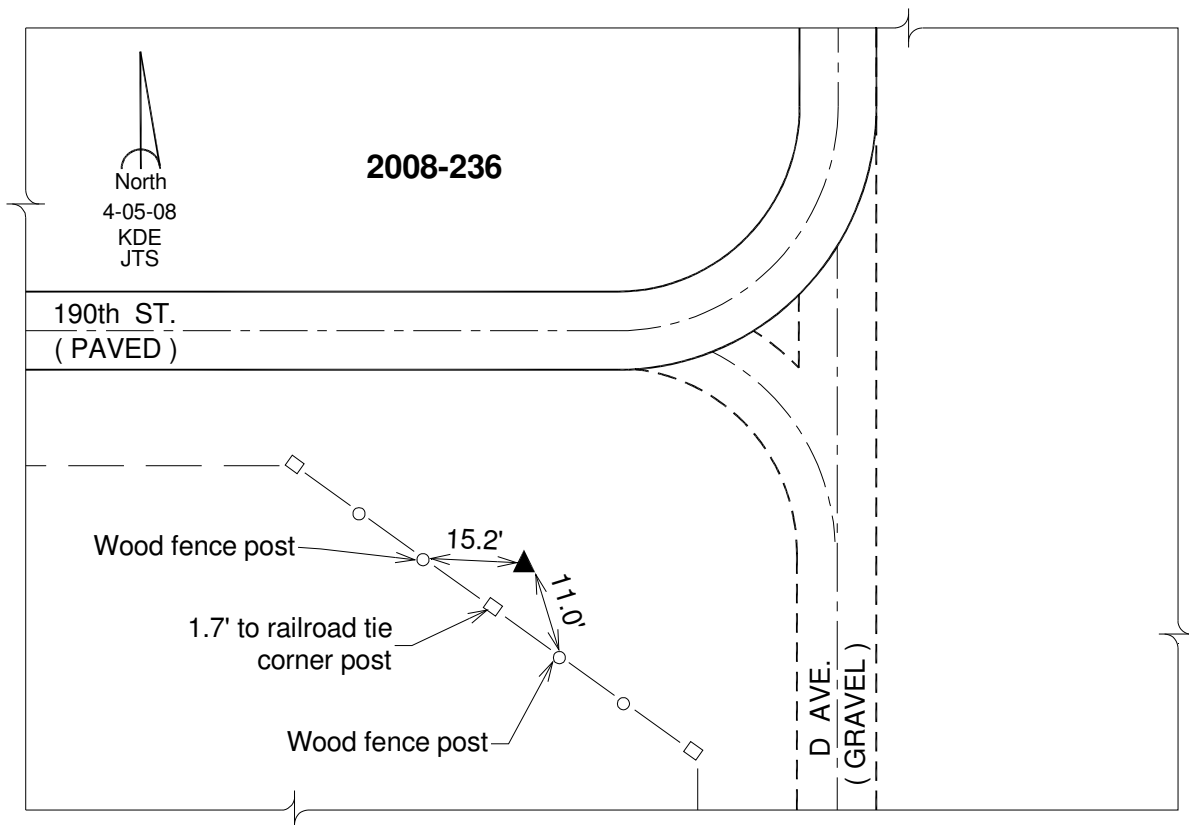 2008-236
North
4-05-08
KDE
JTS
190th ST.
( PAVED )
Wood fence post
15.2'
11.0'
1.7' to railroad tie
corner post
Wood fence post
D AVE.
( GRAVEL )